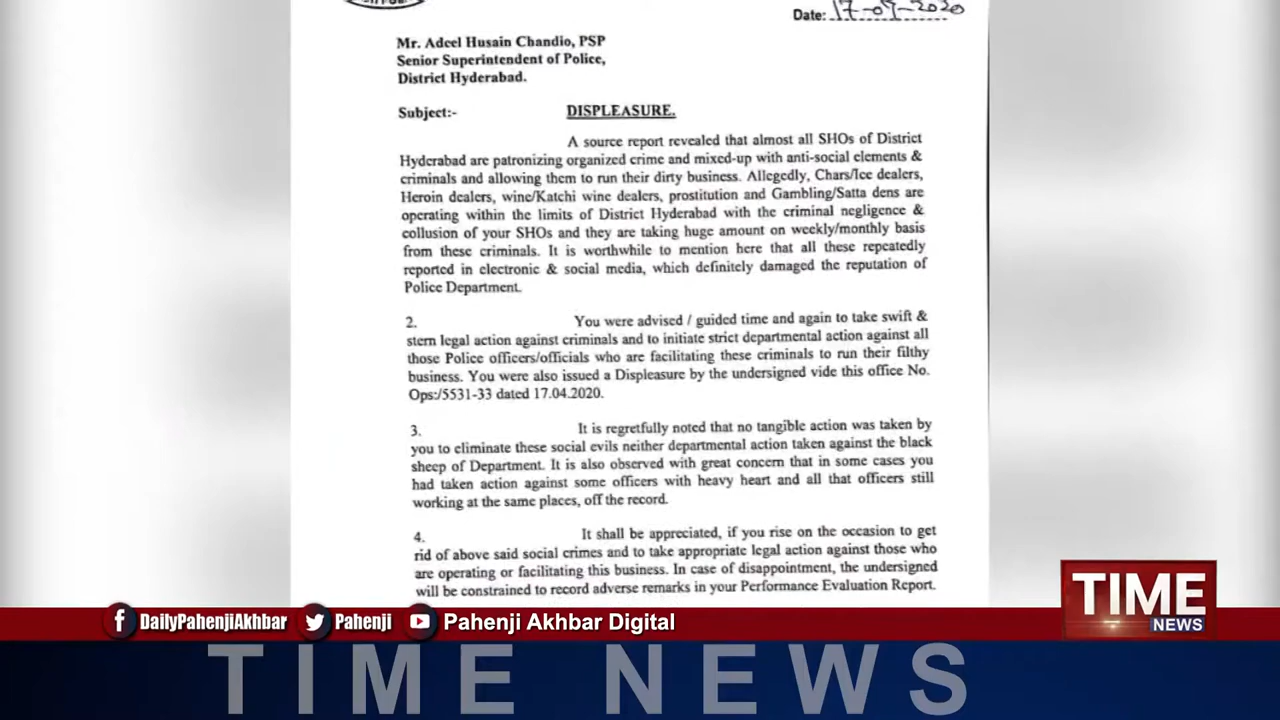 Date: 17-09-2020
Mr. Adeel Husain Chandio, PSP
Senior Superintendent of Police,
District Hyderabad.
Subject:- DISPLEASURE.
A source report revealed that almost all SHOs of District
Hyderabad are patronizing organized crime and mixed-up with anti-social elements &
criminals and allowing them to run their dirty business. Allegedly, Chars/Ice dealers,
Heroin dealers, wine/Katchi wine dealers, prostitution and Gambling/Satta dens are
operating within the limits of District Hyderabad with the criminal negligence &
collusion of your SHOs and they are taking huge amount on weekly/monthly basis
from these criminals. It is worthwhile to mention here that all these repeatedly
reported in electronic & social media, which definitely damaged the reputation of
Police Department.
2. You were advised / guided time and again to take swift &
stern legal action against criminals and to initiate strict departmental action against all
those Police officers/officials who are facilitating these criminals to run their filthy
business. You were also issued a Displeasure by the undersigned vide this office No.
Ops:/5531-33 dated 17.04.2020.
3. It is regretfully noted that no tangible action was taken by
you to eliminate these social evils neither departmental action taken against the black
sheep of Department. It is also observed with great concern that in some cases you
had taken action against some officers with heavy heart and all that officers still
working at the same places, off the record.
4. It shall be appreciated, if you rise on the occasion to get
rid of above said social crimes and to take appropriate legal action against those who
are operating or facilitating this business. In case of disappointment, the undersigned
will be constrained to record adverse remarks in your Performance Evaluation Report.
TIME
NEWS
DailyPahenjiAkhbar Pahenji Pahenji Akhbar Digital
TIME NEWS